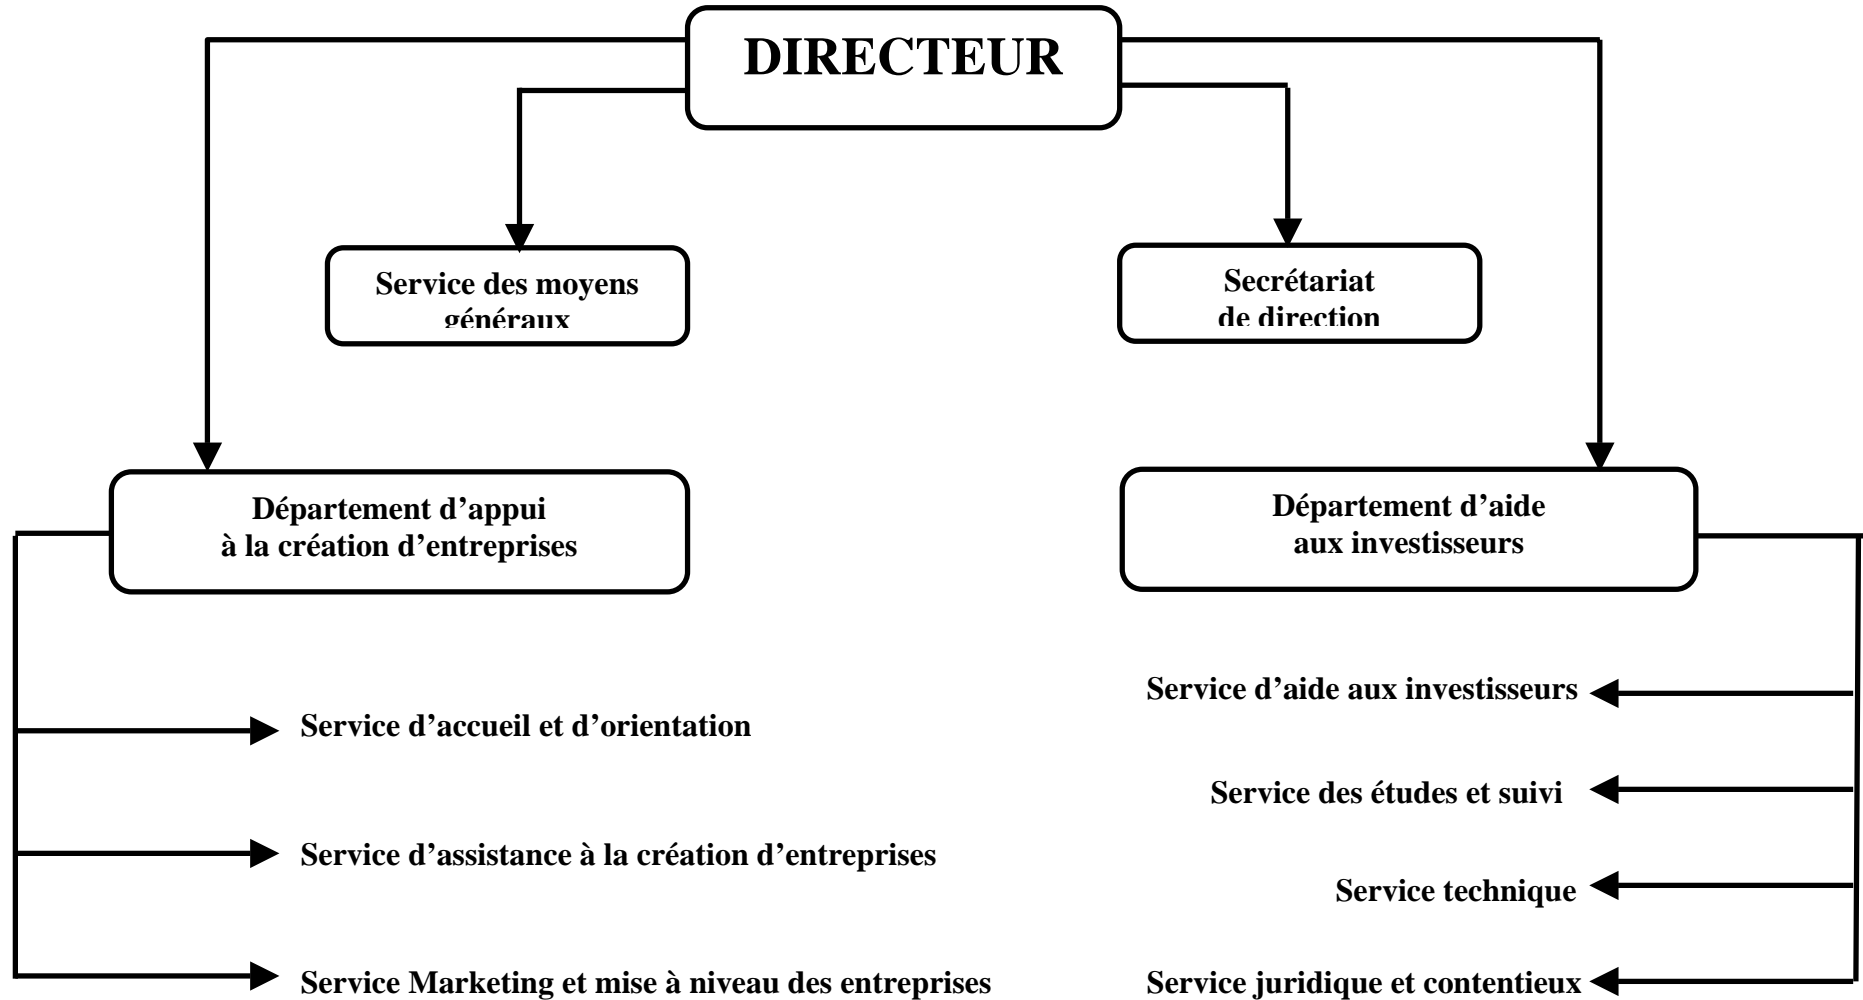 DIRECTEUR
Service des moyens
généraux
Secrétariat
de direction
Département d’appui
à la création d’entreprises
Département d’aide
aux investisseurs
Service d’accueil et d’orientation
Service d’assistance à la création d’entreprises
Service Marketing et mise à niveau des entreprises
Service d’aide aux investisseurs
Service des études et suivi
Service technique
Service juridique et contentieux